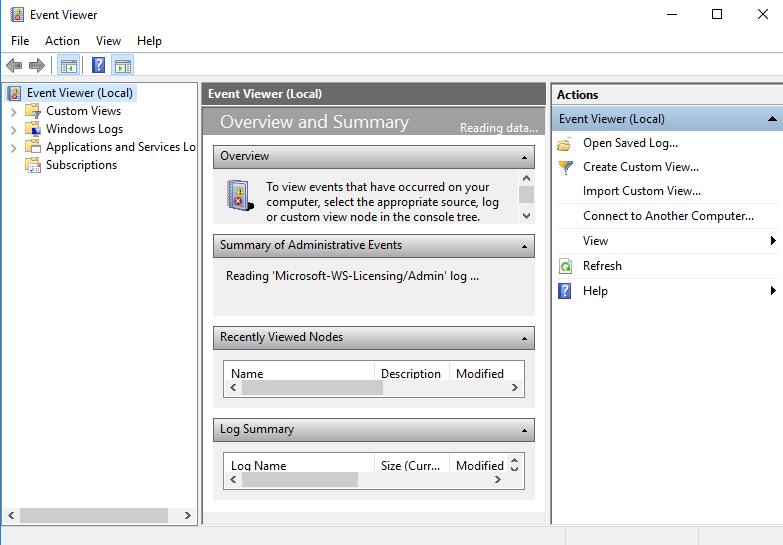 Event Viewer
File Action View Help
Event Viewer (Local)
Custom Views
Windows Logs
Applications and Services Lo
Subscriptions
Event Viewer (Local)
Overview and Summary
Reading data...
Overview
To view events that have occurred on your
computer, select the appropriate source, log
or custom view node in the console tree.
Summary of Administrative Events
Reading 'Microsoft-WS-Licensing/Admin' log ...
Recently Viewed Nodes
Name Description Modified
Log Summary
Log Name Size (Curr... Modified
Actions
Event Viewer (Local)
Open Saved Log...
Create Custom View...
Import Custom View...
Connect to Another Computer...
View
Refresh
Help